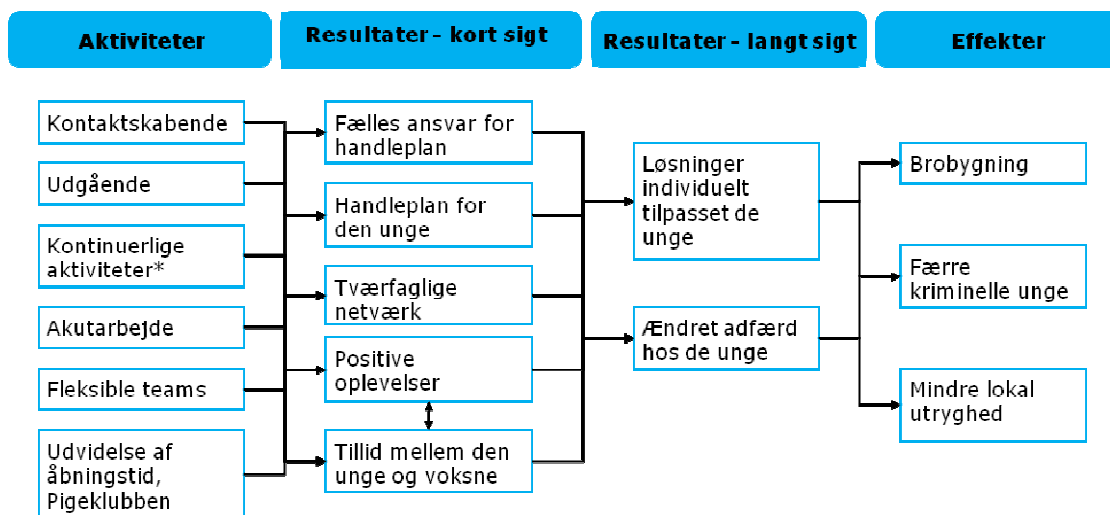 Aktiviteter
Resultater – kort sigt
Resultater – langt sigt
Effekter
Kontaktskabende
Udgående
Kontinuerlige
aktiviteter*
Akutarbejde
Fleksible teams
Udvidelse af
åbningstid,
Pigeklubben
Fælles ansvar for
handleplan
Handleplan for
den unge
Tværfaglige
netværk
Positive
oplevelser
Tillid mellem den
unge og voksne
Løsninger
individuelt
tilpasset de
unge
Ændret adfærd
hos de unge
Brobygning
Færre
kriminelle unge
Mindre lokal
utryghed